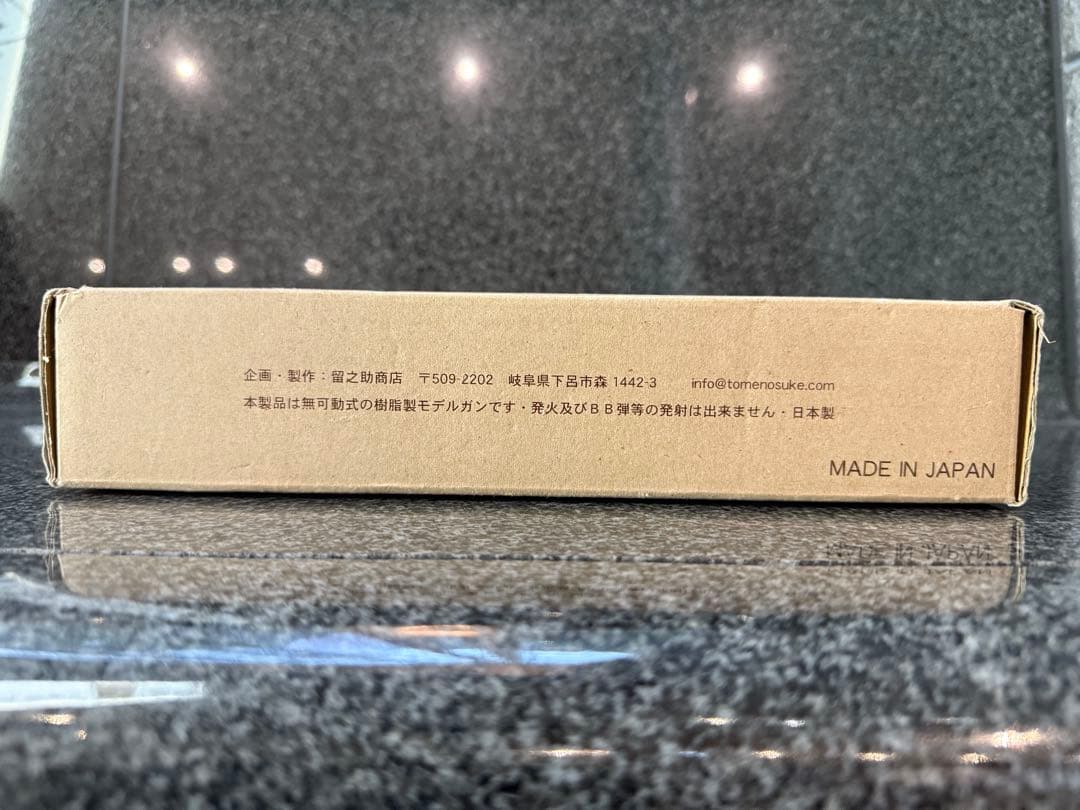 企画・製作：留之助商店　〒509-2202　岐阜県下呂市森 1442-3　info@tomenosuke.com
本製品は無可動式の樹脂製モデルガンです・発火及びＢＢ弾等の発射は出来ません・日本製
MADE IN JAPAN